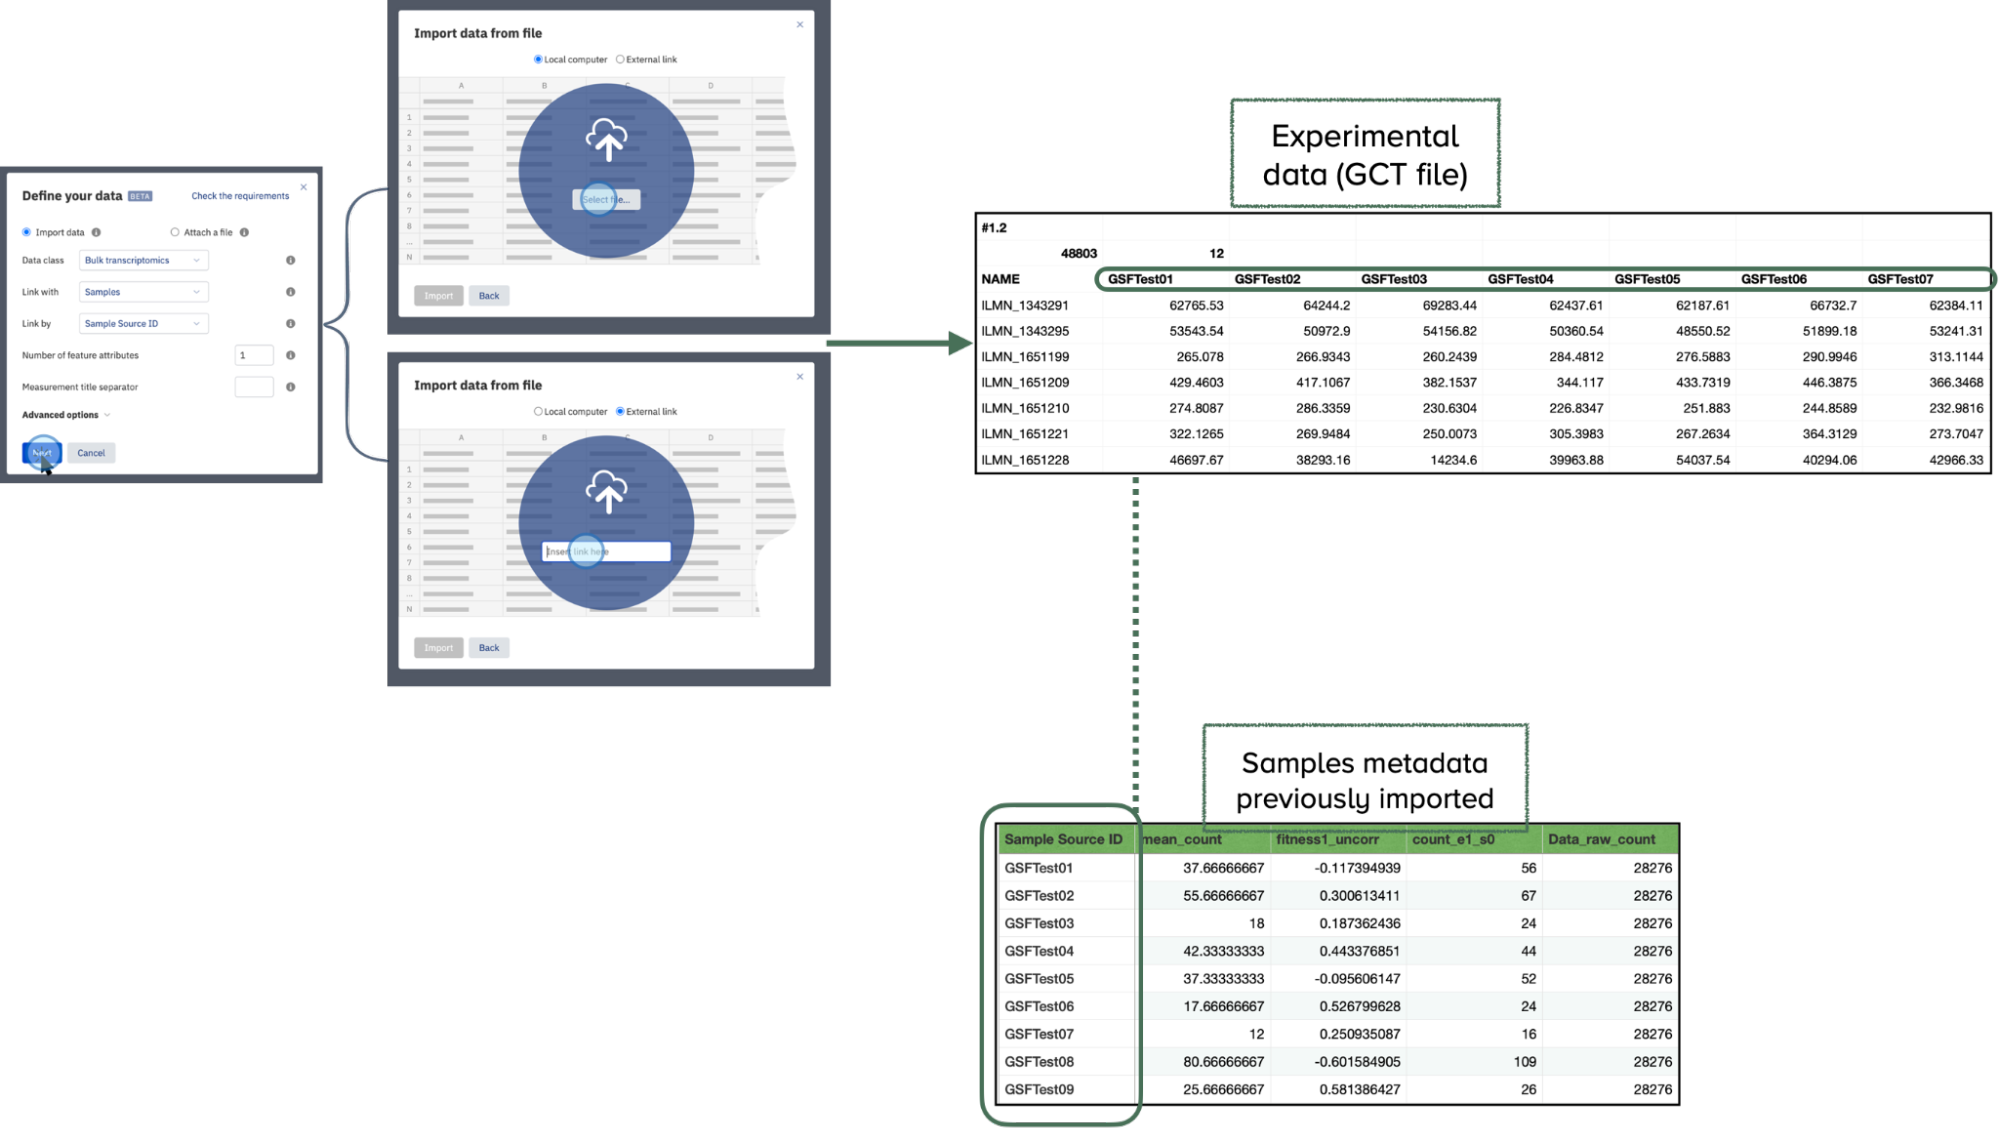 Define your data BETA Check the requirements ×
Import data Attach a file
Data class Bulk transcriptomics
Link with Samples
Link by Sample Source ID
Number of feature attributes 1
Measurement title separator
Advanced options
Next Cancel
Import data from file ×
Local computer External link
A B C D
1
2
3
4
5
6
7
8
...
N
Select file...
Import Back
Import data from file ×
Local computer External link
A B C D
1
2
3
4
5
6
7
8
...
N
Insert link here
Import Back
Experimental
data (GCT file)
#1.2
48803 12
NAME GSFTest01 GSFTest02 GSFTest03 GSFTest04 GSFTest05 GSFTest06 GSFTest07
ILMN_1343291 62765.53 64244.2 69283.44 62437.61 62187.61 66732.7 62384.11
ILMN_1343295 53543.54 50972.9 54156.82 50360.54 48550.52 51899.18 53241.31
ILMN_1651199 265.078 266.9343 260.2439 284.4812 276.5883 290.9946 313.1144
ILMN_1651209 429.4603 417.1067 382.1537 344.117 433.7319 446.3875 366.3468
ILMN_1651210 274.8087 286.3359 230.6304 226.8347 251.883 244.8589 232.9816
ILMN_1651221 322.1265 269.9484 250.0073 305.3983 267.2634 364.3129 273.7047
ILMN_1651228 46697.67 38293.16 14234.6 39963.88 54037.54 40294.06 42966.33
Samples metadata
previously imported
Sample Source ID mean_count fitness1_uncorr count_e1_s0 Data_raw_count
GSFTest01 37.66666667 -0.117394939 56 28276
GSFTest02 55.66666667 0.300613411 67 28276
GSFTest03 18 0.187362436 24 28276
GSFTest04 42.33333333 0.443376851 44 28276
GSFTest05 37.33333333 -0.095606147 52 28276
GSFTest06 17.66666667 0.526799628 24 28276
GSFTest07 12 0.250935087 16 28276
GSFTest08 80.66666667 -0.601584905 109 28276
GSFTest09 25.66666667 0.581386427 26 28276